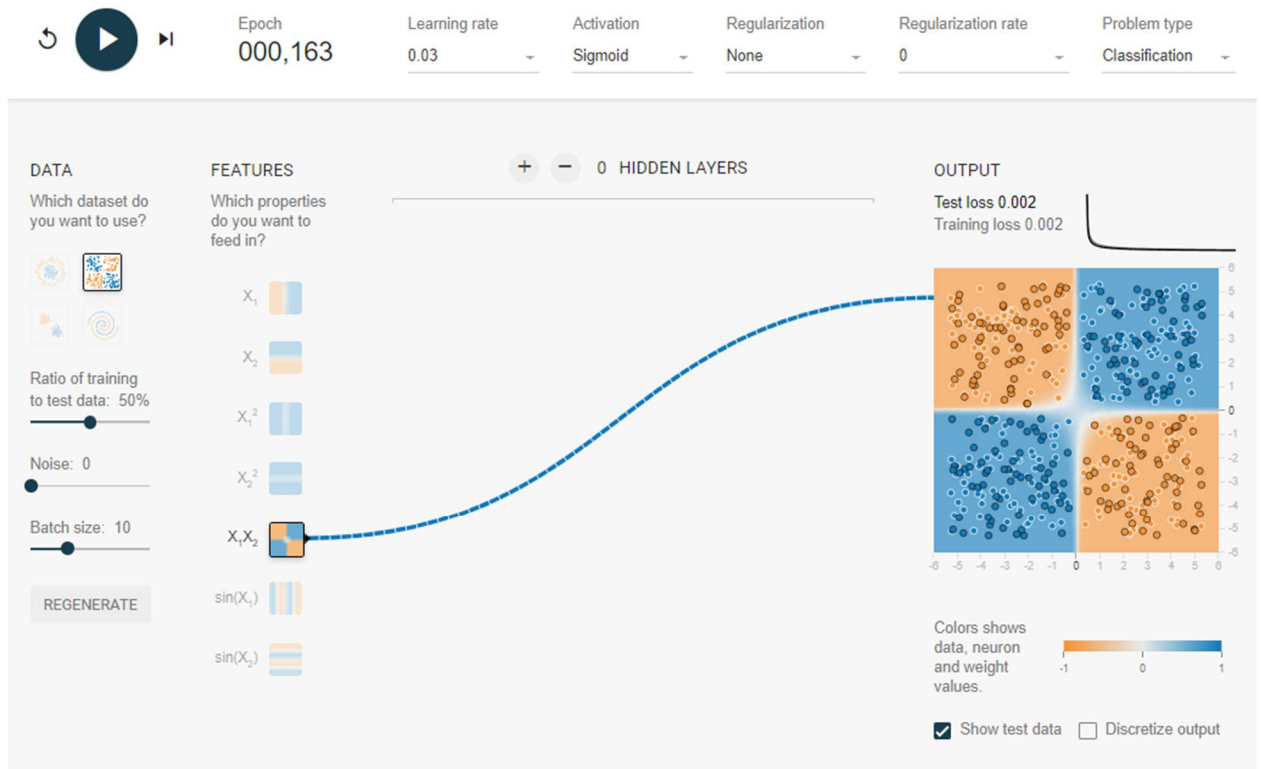 Epoch
000,163
Learning rate
0.03
Activation
Sigmoid
Regularization
None
Regularization rate
0
Problem type
Classification
DATA
Which dataset do
you want to use?
Ratio of training
to test data: 50%
Noise: 0
Batch size: 10
REGENERATE
FEATURES
Which properties
do you want to
feed in?
X₁
X₂
X₁²
X₂²
X₁X₂
sin(X₁)
sin(X₂)
+ − 0 HIDDEN LAYERS
OUTPUT
Test loss 0.002
Training loss 0.002
6
5
4
3
2
1
0
-1
-2
-3
-4
-5
-6
-6 -5 -4 -3 -2 -1 0 1 2 3 4 5 6
Colors shows
data, neuron
and weight
values.
-1 0 1
Show test data
Discretize output